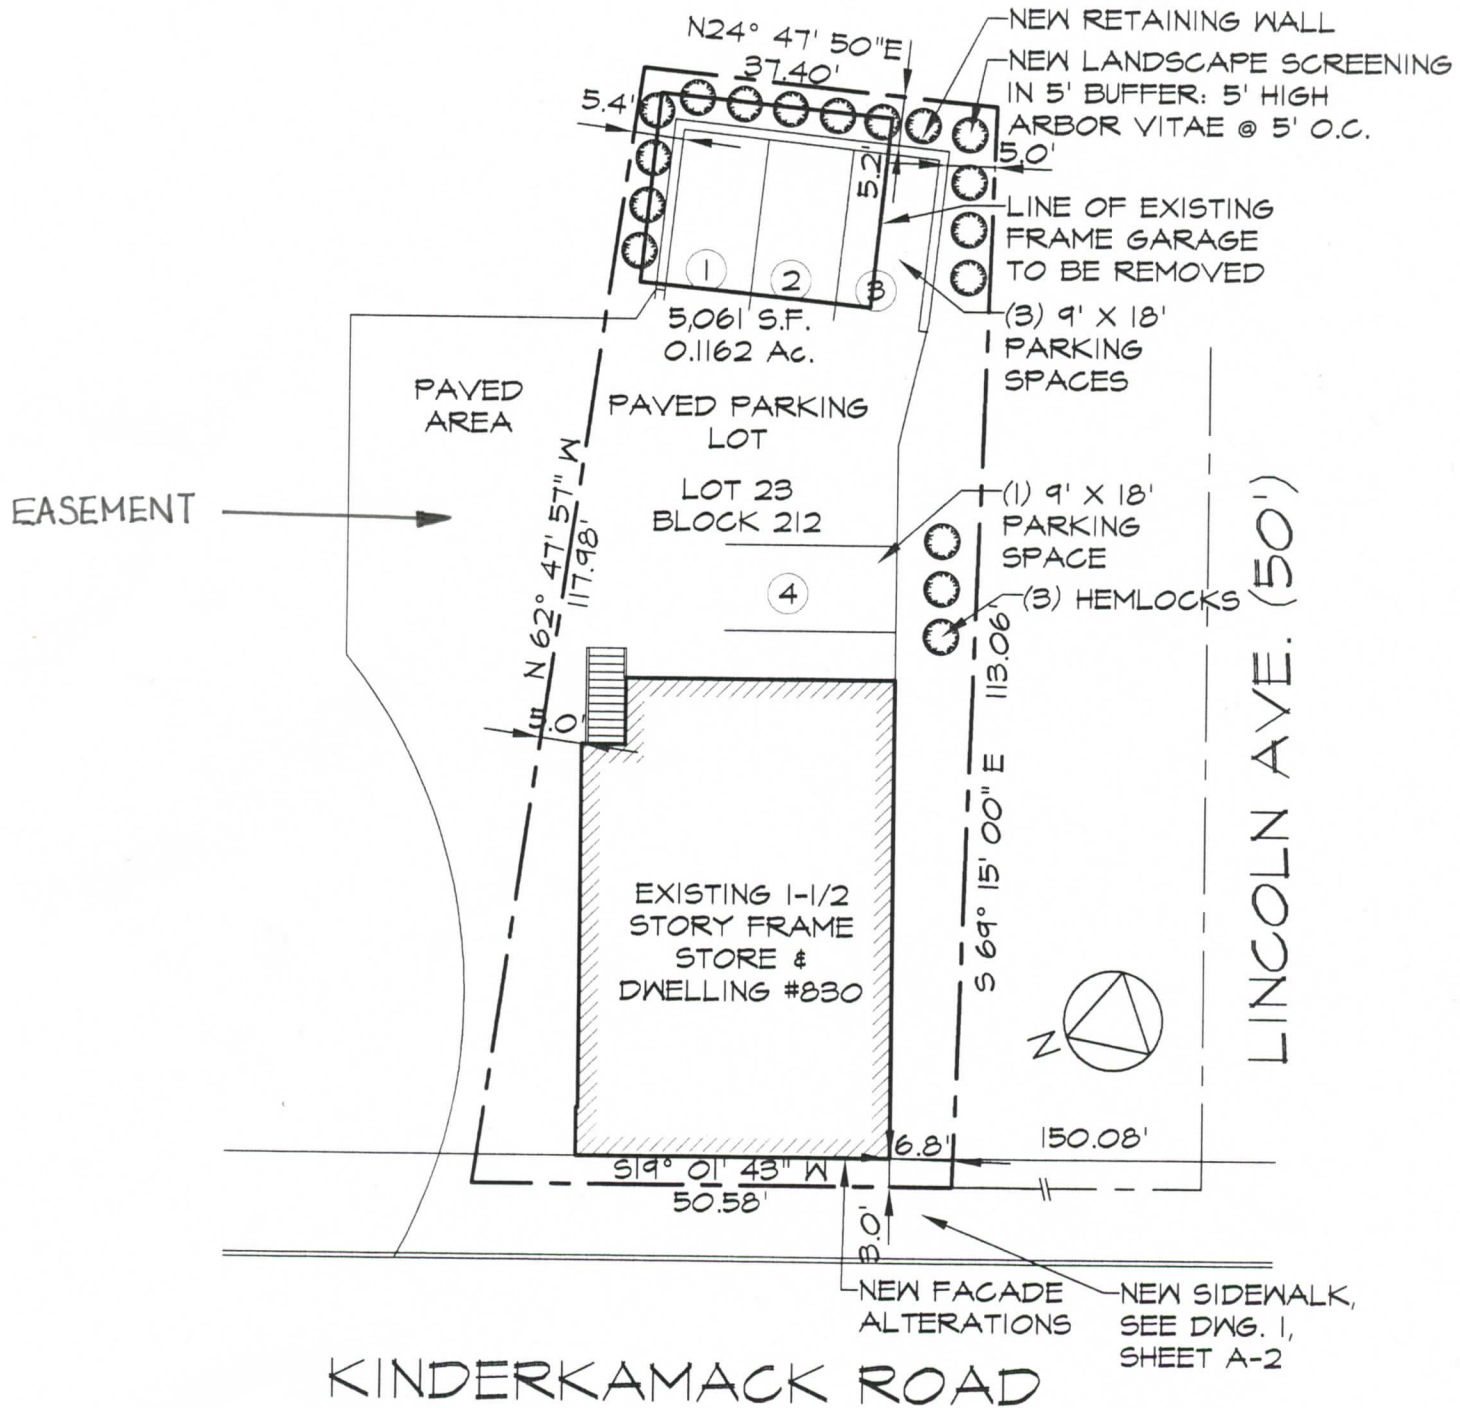 N24° 47' 50"E
37.40'
NEW RETAINING WALL
NEW LANDSCAPE SCREENING
IN 5' BUFFER: 5' HIGH
ARBOR VITAE @ 5' O.C.
5.4'
5.2'
5.0'
LINE OF EXISTING
FRAME GARAGE
TO BE REMOVED
1
2
3
(3) 9' X 18'
PARKING
SPACES
5,061 S.F.
0.1162 Ac.
PAVED
AREA
PAVED PARKING
LOT
LOT 23
BLOCK 212
EASEMENT
N 62° 47' 57" W
117.98'
(1) 9' X 18'
PARKING
SPACE
4
(3) HEMLOCKS
113.06'
S 69° 15' 00" E
LINCOLN AVE. (50')
EXISTING 1-1/2
STORY FRAME
STORE &
DWELLING #830
N
6.8'
150.08'
S19° 01' 43" W
50.58'
3.0'
NEW FACADE
ALTERATIONS
NEW SIDEWALK,
SEE DWG. 1,
SHEET A-2
KINDERKAMACK ROAD